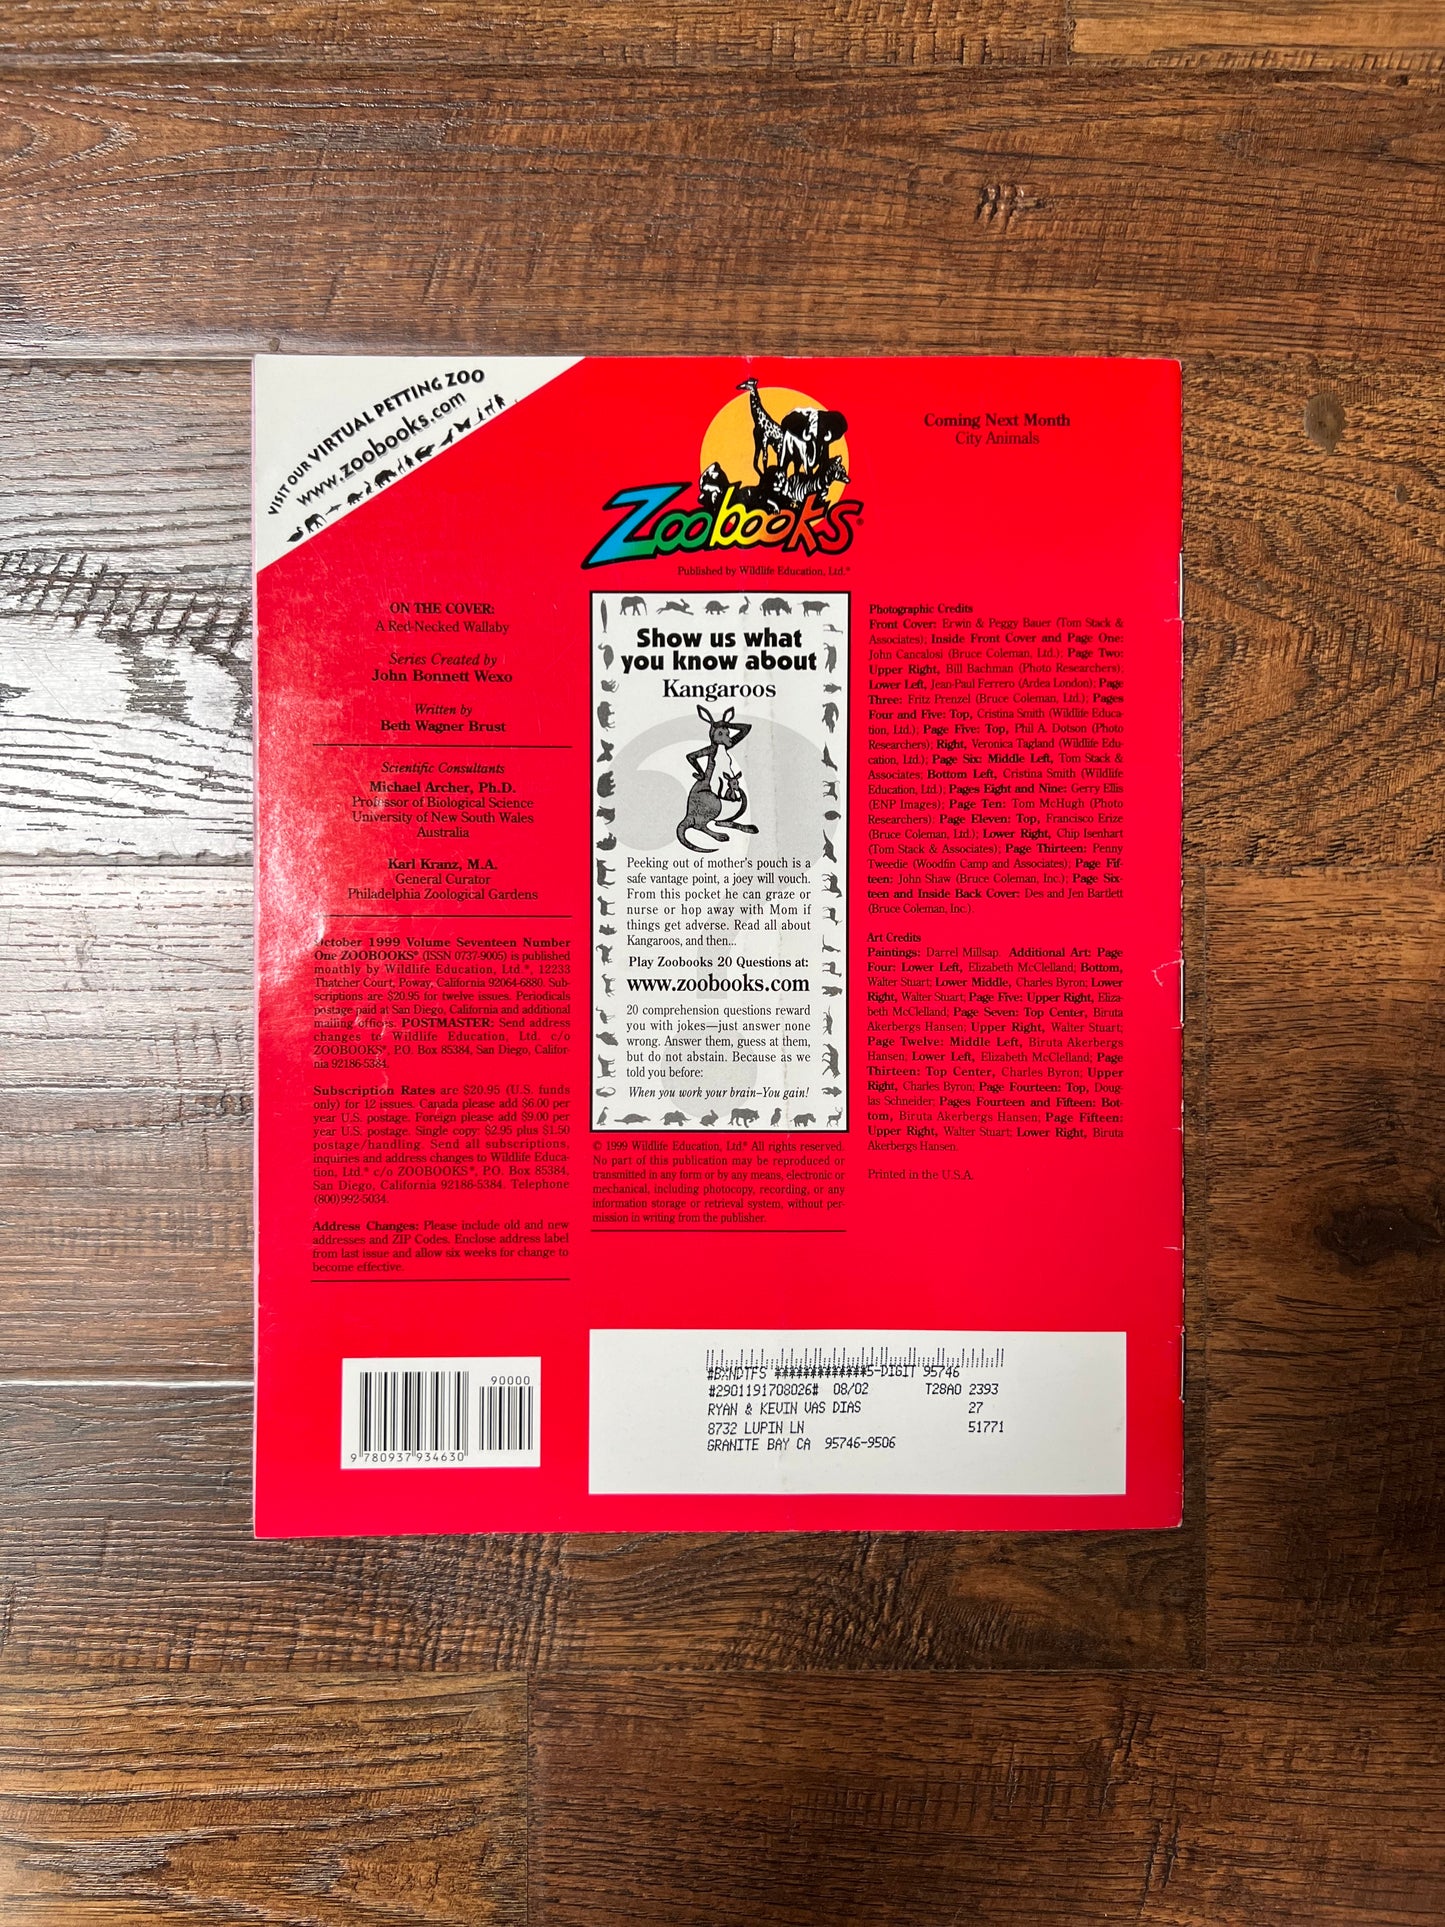 VISIT OUR VIRTUAL PETTING ZOO
www.zoobooks.com
Zoobooks®
Published by Wildlife Education, Ltd.®
Coming Next Month
City Animals
ON THE COVER:
A Red-Necked Wallaby
Series Created by
John Bonnett Wexo
Written by
Beth Wagner Brust
Scientific Consultants
Michael Archer, Ph.D.
Professor of Biological Science
University of New South Wales
Australia
Karl Kranz, M.A.
General Curator
Philadelphia Zoological Gardens
October 1999 Volume Seventeen Number
One ZOOBOOKS® (ISSN 0737-9005) is published
monthly by Wildlife Education, Ltd.®, 12233
Thatcher Court, Poway, California 92064-6880. Sub-
scriptions are $20.95 for twelve issues. Periodicals
postage paid at San Diego, California and additional
mailing offices. POSTMASTER: Send address
changes to Wildlife Education, Ltd. c/o
ZOOBOOKS®, P.O. Box 85384, San Diego, Califor-
nia 92186-5384.
Subscription Rates are $20.95 (U.S. funds
only) for 12 issues. Canada please add $6.00 per
year U.S. postage. Foreign please add $9.00 per
year U.S. postage. Single copy: $2.95 plus $1.50
postage/handling. Send all subscriptions,
inquiries and address changes to Wildlife Educa-
tion, Ltd.® c/o ZOOBOOKS®, P.O. Box 85384,
San Diego, California 92186-5384. Telephone
(800)992-5034.
Address Changes: Please include old and new
addresses and ZIP Codes. Enclose address label
from last issue and allow six weeks for change to
become effective.
Show us what
you know about
Kangaroos
Peeking out of mother's pouch is a
safe vantage point, a joey will vouch.
From this pocket he can graze or
nurse or hop away with Mom if
things get adverse. Read all about
Kangaroos, and then...
Play Zoobooks 20 Questions at:
www.zoobooks.com
20 comprehension questions reward
you with jokes—just answer none
wrong. Answer them, guess at them,
but do not abstain. Because as we
told you before:
When you work your brain–You gain!
© 1999 Wildlife Education, Ltd.® All rights reserved.
No part of this publication may be reproduced or
transmitted in any form or by any means, electronic or
mechanical, including photocopy, recording, or any
information storage or retrieval system, without per-
mission in writing from the publisher.
Photographic Credits
Front Cover: Erwin & Peggy Bauer (Tom Stack &
Associates); Inside Front Cover and Page One:
John Cancalosi (Bruce Coleman, Ltd.); Page Two:
Upper Right, Bill Bachman (Photo Researchers);
Lower Left, Jean-Paul Ferrero (Ardea London); Page
Three: Fritz Prenzel (Bruce Coleman, Ltd.); Pages
Four and Five: Top, Cristina Smith (Wildlife Educa-
tion, Ltd.); Page Five: Top, Phil A. Dotson (Photo
Researchers); Right, Veronica Tagland (Wildlife Edu-
cation, Ltd.); Page Six: Middle Left, Tom Stack &
Associates; Bottom Left, Cristina Smith (Wildlife
Education, Ltd.); Pages Eight and Nine: Gerry Ellis
(ENP Images); Page Ten: Tom McHugh (Photo
Researchers); Page Eleven: Top, Francisco Erize
(Bruce Coleman, Ltd.); Lower Right, Chip Isenhart
(Tom Stack & Associates); Page Thirteen: Penny
Tweedie (Woodfin Camp and Associates); Page Fif-
teen: John Shaw (Bruce Coleman, Inc.); Page Six-
teen and Inside Back Cover: Des and Jen Bartlett
(Bruce Coleman, Inc.).
Art Credits
Paintings: Darrel Millsap. Additional Art: Page
Four: Lower Left, Elizabeth McClelland; Bottom,
Walter Stuart; Lower Middle, Charles Byron; Lower
Right, Walter Stuart; Page Five: Upper Right, Eliza-
beth McClelland; Page Seven: Top Center, Biruta
Akerbergs Hansen; Upper Right, Walter Stuart;
Page Twelve: Middle Left, Biruta Akerbergs
Hansen; Lower Left, Elizabeth McClelland; Page
Thirteen: Top Center, Charles Byron; Upper
Right, Charles Byron; Page Fourteen: Top, Doug-
las Schneider; Pages Fourteen and Fifteen: Bot-
tom, Biruta Akerbergs Hansen; Page Fifteen:
Upper Right, Walter Stuart; Lower Right, Biruta
Akerbergs Hansen.
Printed in the U.S.A.
90000
9 780937 934630
#BXNDTFS *************5-DIGIT 95746
#2901191708026# 08/02 T28AO 2393
RYAN & KEVIN VAS DIAS 27
8732 LUPIN LN 51771
GRANITE BAY CA 95746-9506